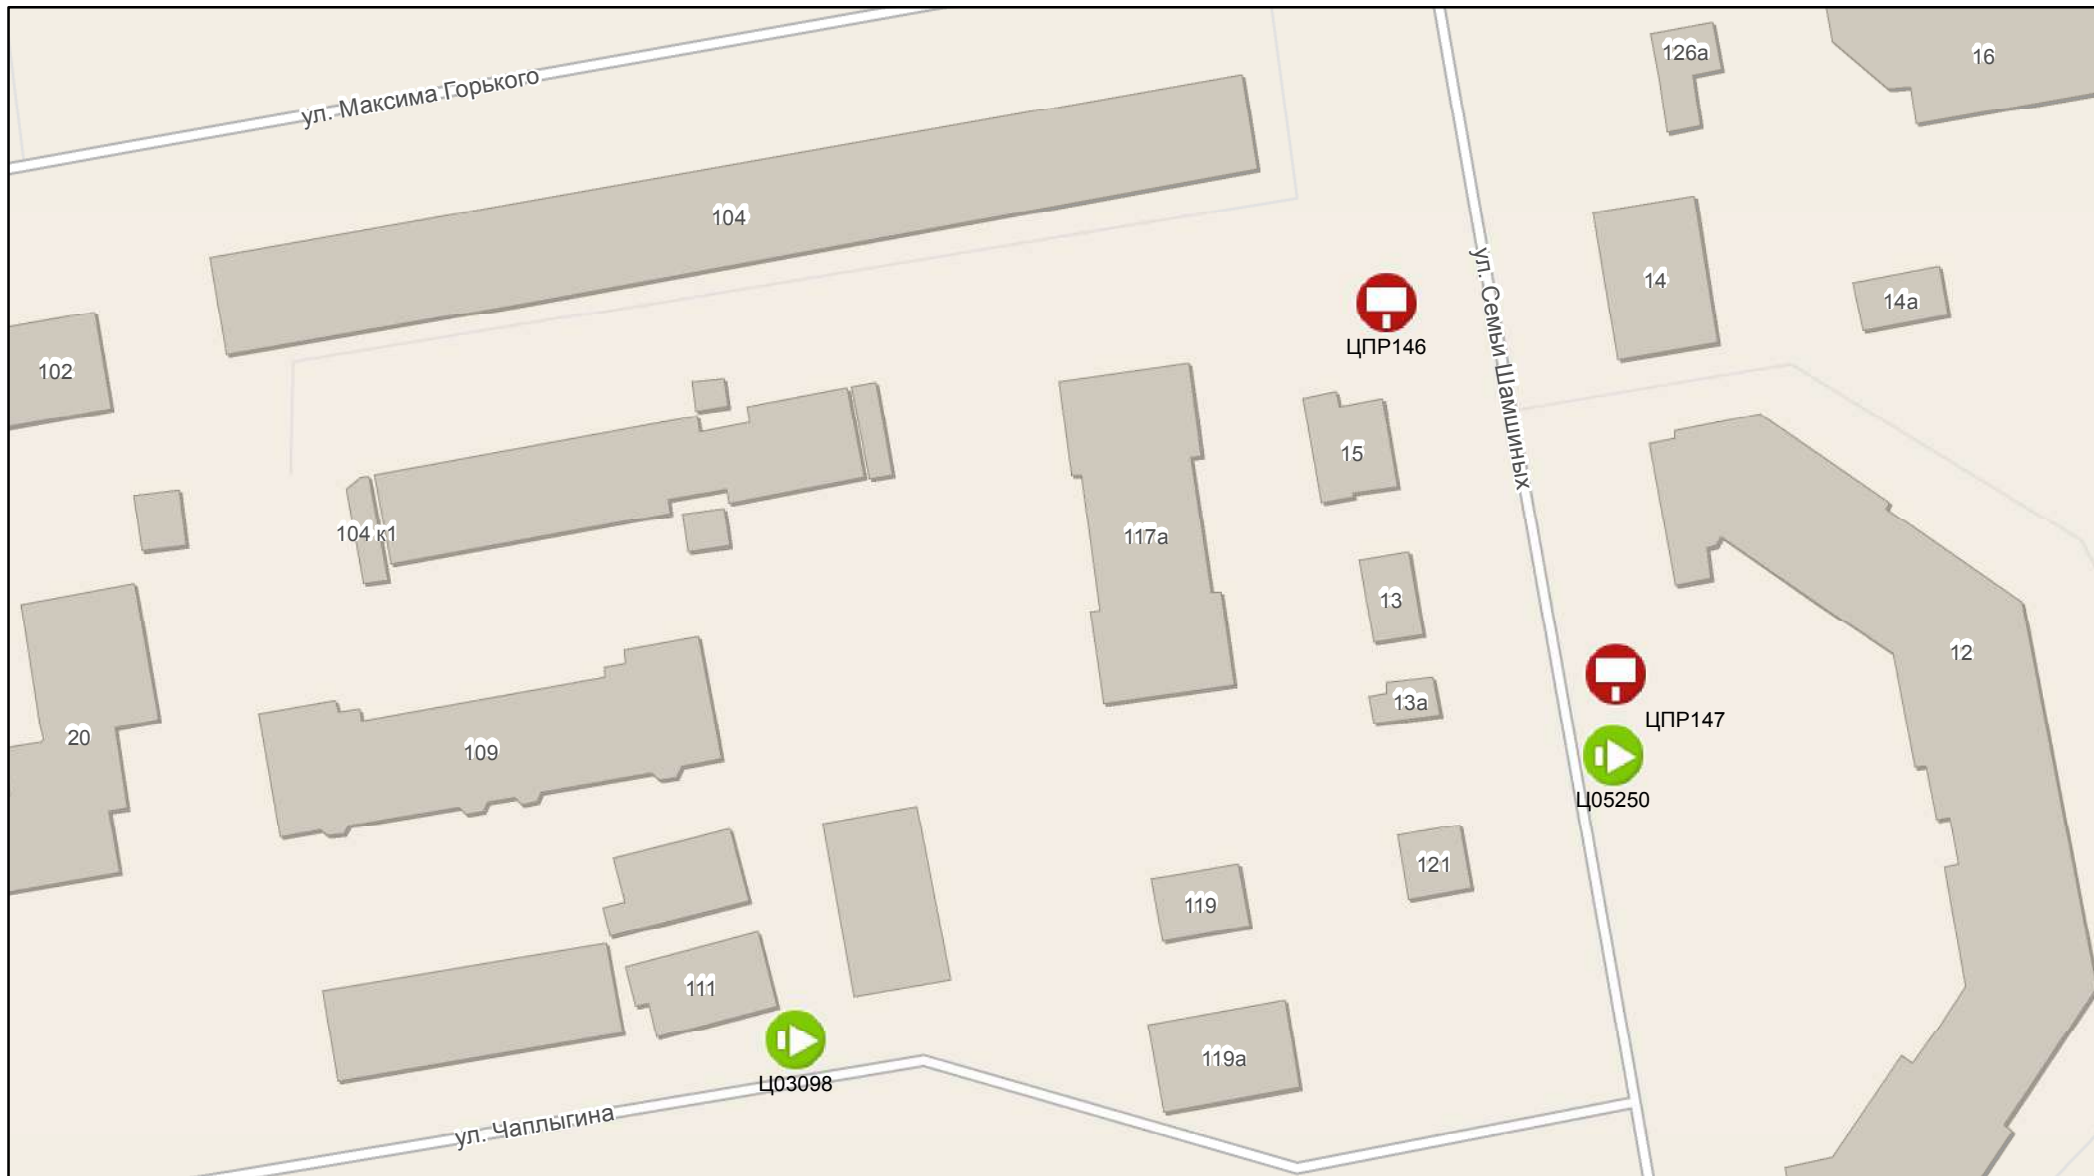 126а
16
ул. Максима Горького
104
ул. Семьи Шамшиных
14
14а
ЦПР146
102
15
104 к1
117а
13
12
13а
ЦПР147
20
109
Ц05250
121
119
111
119а
Ц03098
ул. Чаплыгина